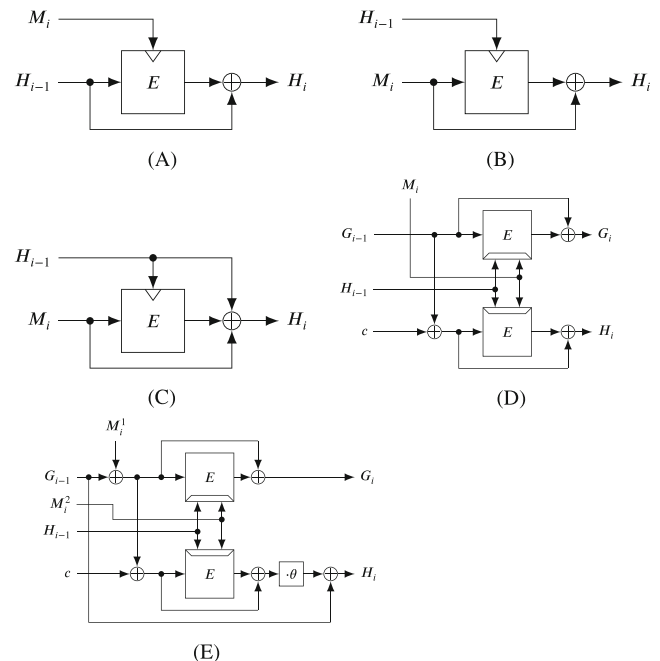 M_i
H_{i-1} E ⊕ H_i
(A)
H_{i-1}
M_i E ⊕ H_i
(B)
H_{i-1}
M_i E ⊕ H_i
(C)
M_i
G_{i-1} E ⊕ G_i
H_{i-1}
c ⊕ E ⊕ H_i
(D)
M_i^1
G_{i-1} ⊕ E ⊕ G_i
M_i^2
H_{i-1}
c ⊕ E ⊕ ·θ ⊕ H_i
(E)